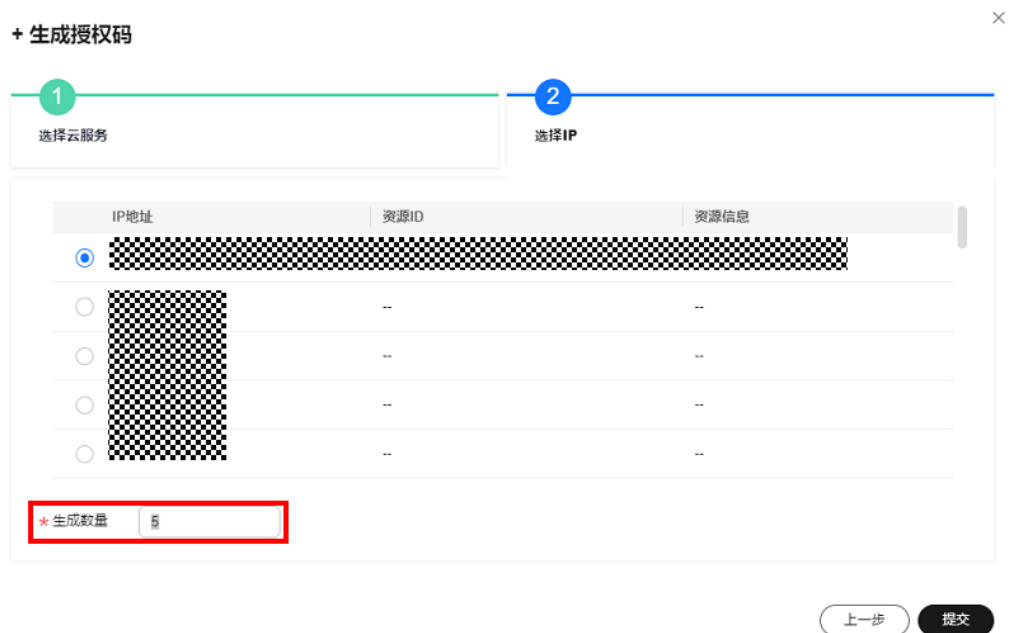 + 生成授权码
1
2
选择云服务
选择IP
IP地址 资源ID 资源信息
-- --
-- --
-- --
-- --
* 生成数量 5
上一步 提交